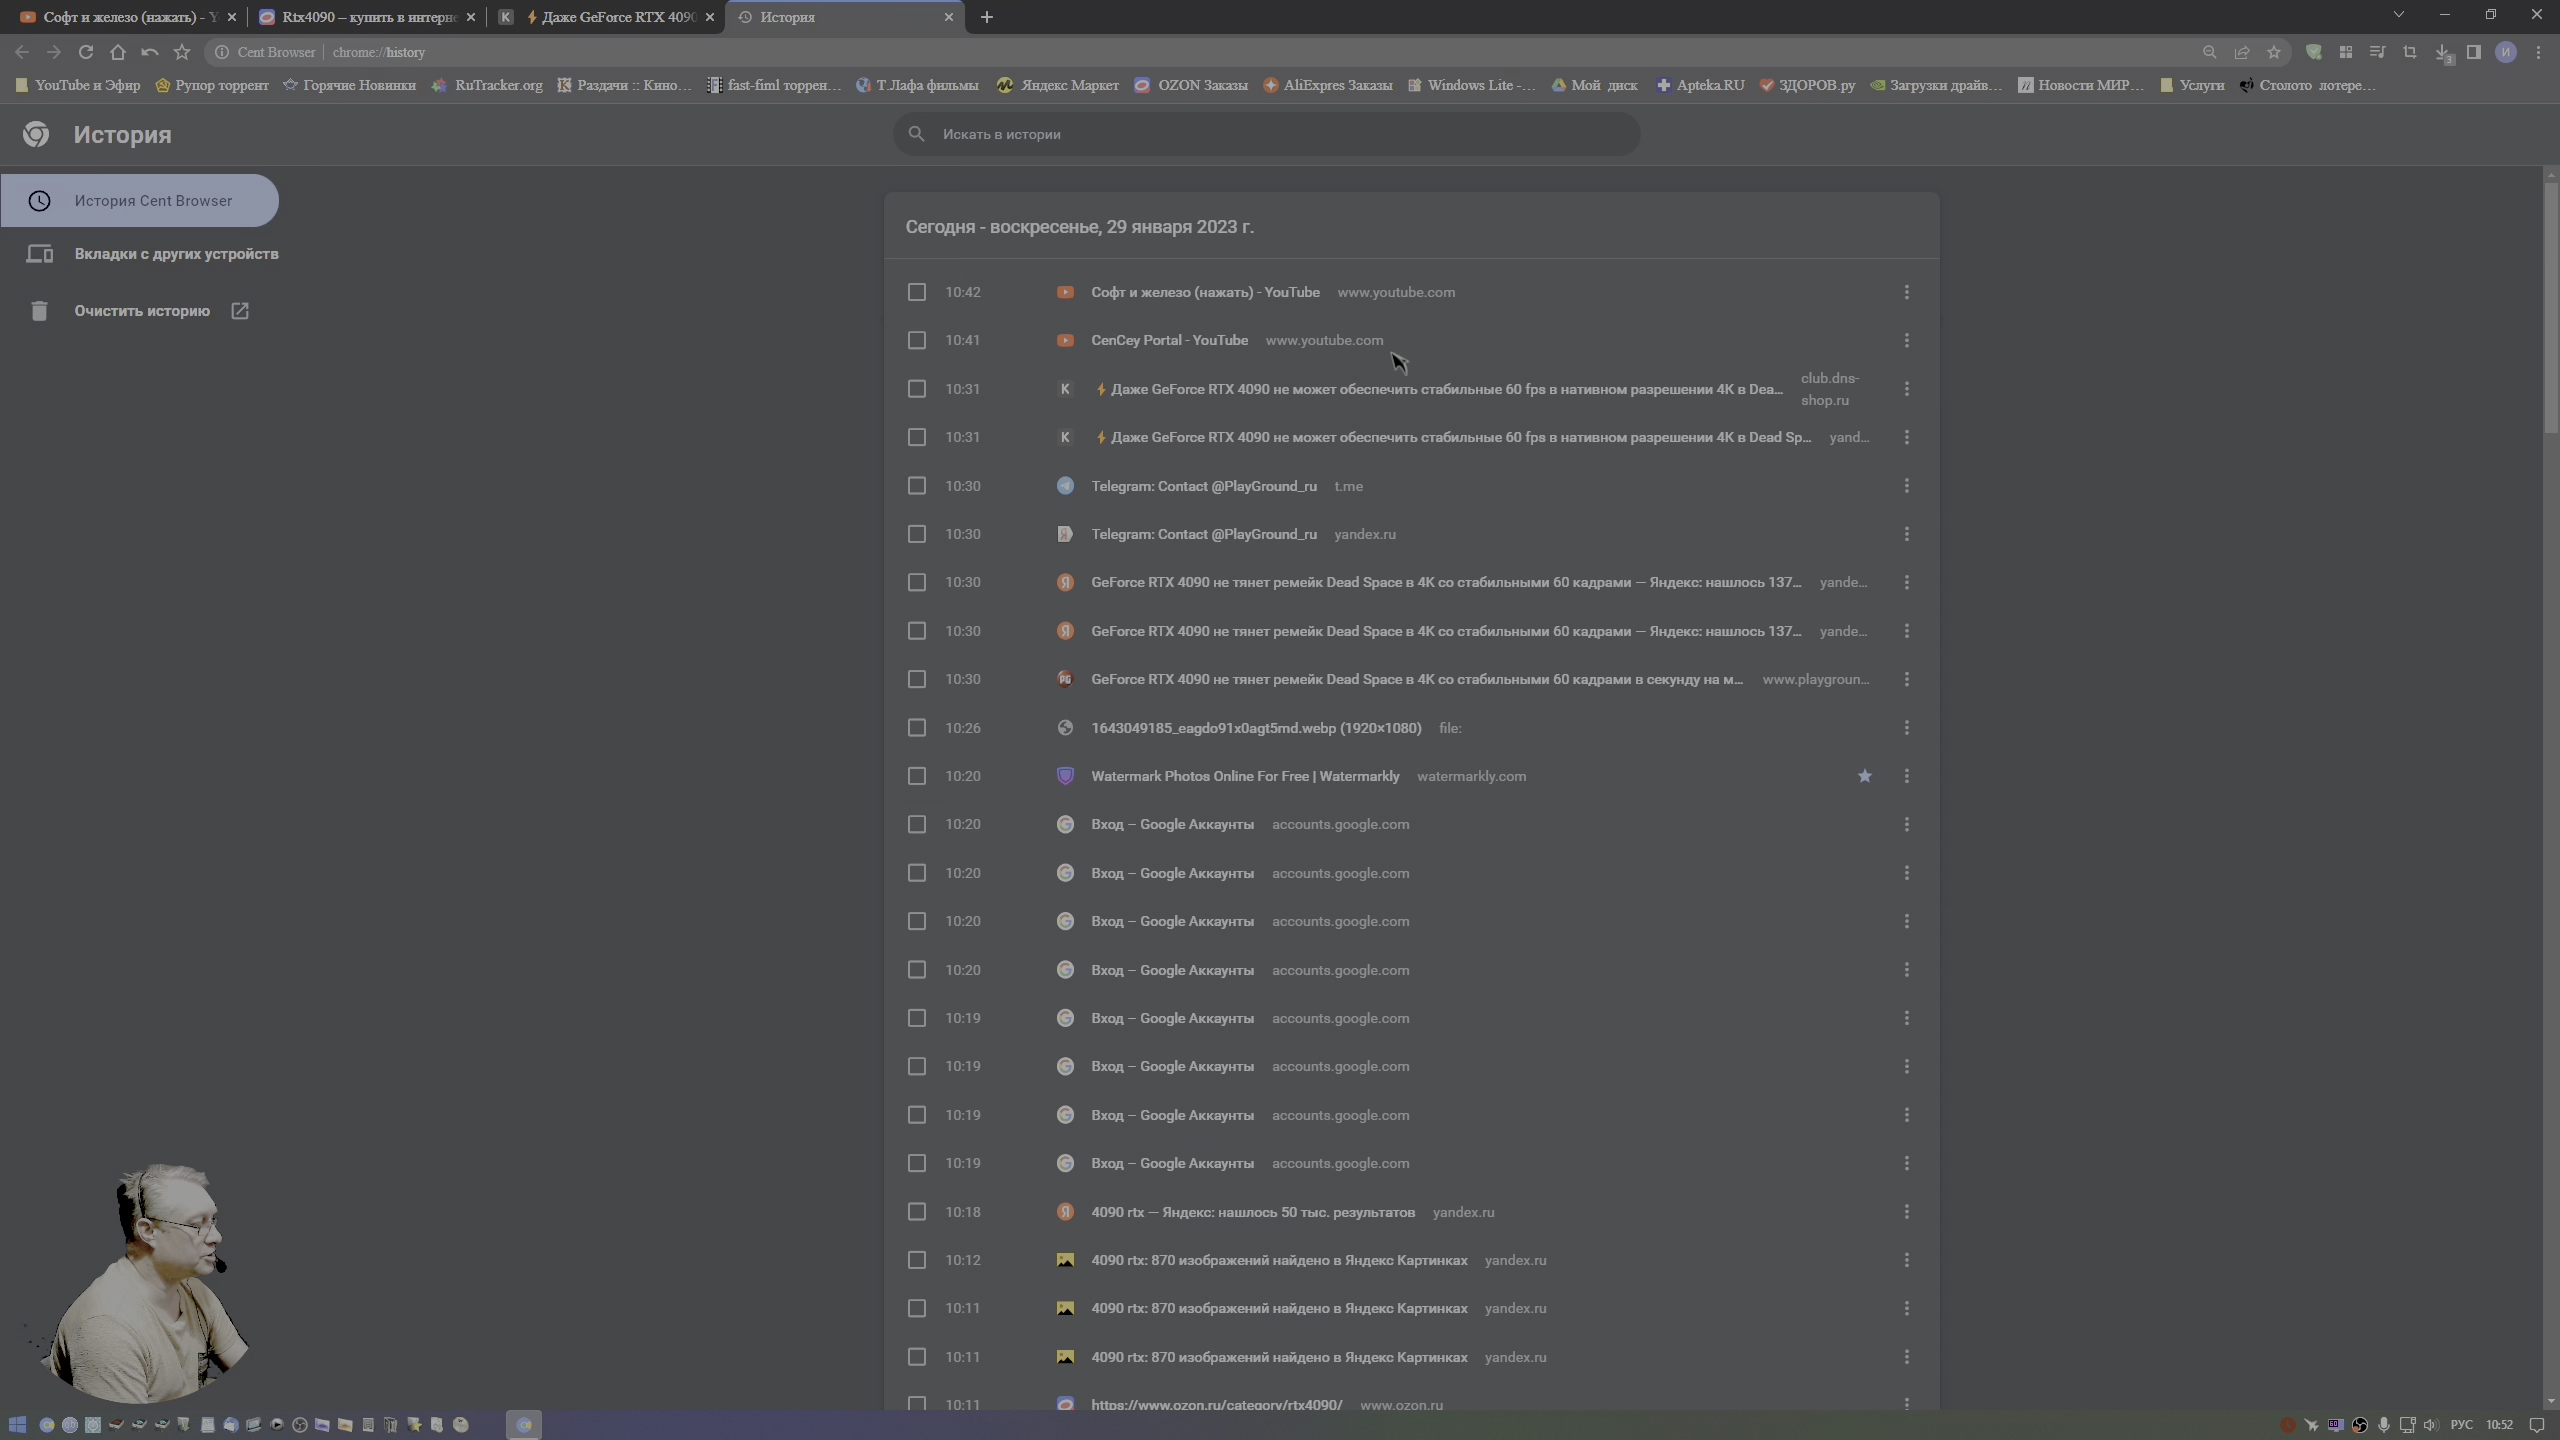 Софт и железо (нажать) - Y
Rtx4090 – купить в интерне
⚡Даже GeForce RTX 4090
История
Cent Browser
chrome://history
YouTube и Эфир
Рупор торрент
Горячие Новинки
RuTracker.org
Раздачи :: Кино...
fast-fiml торрен...
Т.Лафа фильмы
Яндекс Маркет
OZON Заказы
AliExpres Заказы
Windows Lite -...
Мой диск
Apteka.RU
ЗДОРОВ.ру
Загрузки драйв...
Новости МИР...
Услуги
Столото лотере...
История
Искать в истории
История Cent Browser
Вкладки с других устройств
Очистить историю
Сегодня - воскресенье, 29 января 2023 г.
10:42 Софт и железо (нажать) - YouTube www.youtube.com
10:41 CenCey Portal - YouTube www.youtube.com
10:31 K ⚡Даже GeForce RTX 4090 не может обеспечить стабильные 60 fps в нативном разрешении 4K в Dea... club.dns-
shop.ru
10:31 K ⚡Даже GeForce RTX 4090 не может обеспечить стабильные 60 fps в нативном разрешении 4K в Dead Sp... yand...
10:30 Telegram: Contact @PlayGround_ru t.me
10:30 Telegram: Contact @PlayGround_ru yandex.ru
10:30 GeForce RTX 4090 не тянет ремейк Dead Space в 4K со стабильными 60 кадрами — Яндекс: нашлось 137... yande...
10:30 GeForce RTX 4090 не тянет ремейк Dead Space в 4K со стабильными 60 кадрами — Яндекс: нашлось 137... yande...
10:30 GeForce RTX 4090 не тянет ремейк Dead Space в 4K со стабильными 60 кадрами в секунду на м... www.playgroun...
10:26 1643049185_eagdo91x0agt5md.webp (1920×1080) file:
10:20 Watermark Photos Online For Free | Watermarkly watermarkly.com
10:20 Вход – Google Аккаунты accounts.google.com
10:20 Вход – Google Аккаунты accounts.google.com
10:20 Вход – Google Аккаунты accounts.google.com
10:20 Вход – Google Аккаунты accounts.google.com
10:19 Вход – Google Аккаунты accounts.google.com
10:19 Вход – Google Аккаунты accounts.google.com
10:19 Вход – Google Аккаунты accounts.google.com
10:19 Вход – Google Аккаунты accounts.google.com
10:18 4090 rtx — Яндекс: нашлось 50 тыс. результатов yandex.ru
10:12 4090 rtx: 870 изображений найдено в Яндекс Картинках yandex.ru
10:11 4090 rtx: 870 изображений найдено в Яндекс Картинках yandex.ru
10:11 4090 rtx: 870 изображений найдено в Яндекс Картинках yandex.ru
10:11 https://www.ozon.ru/category/rtx4090/ www.ozon.ru
РУС 10:52